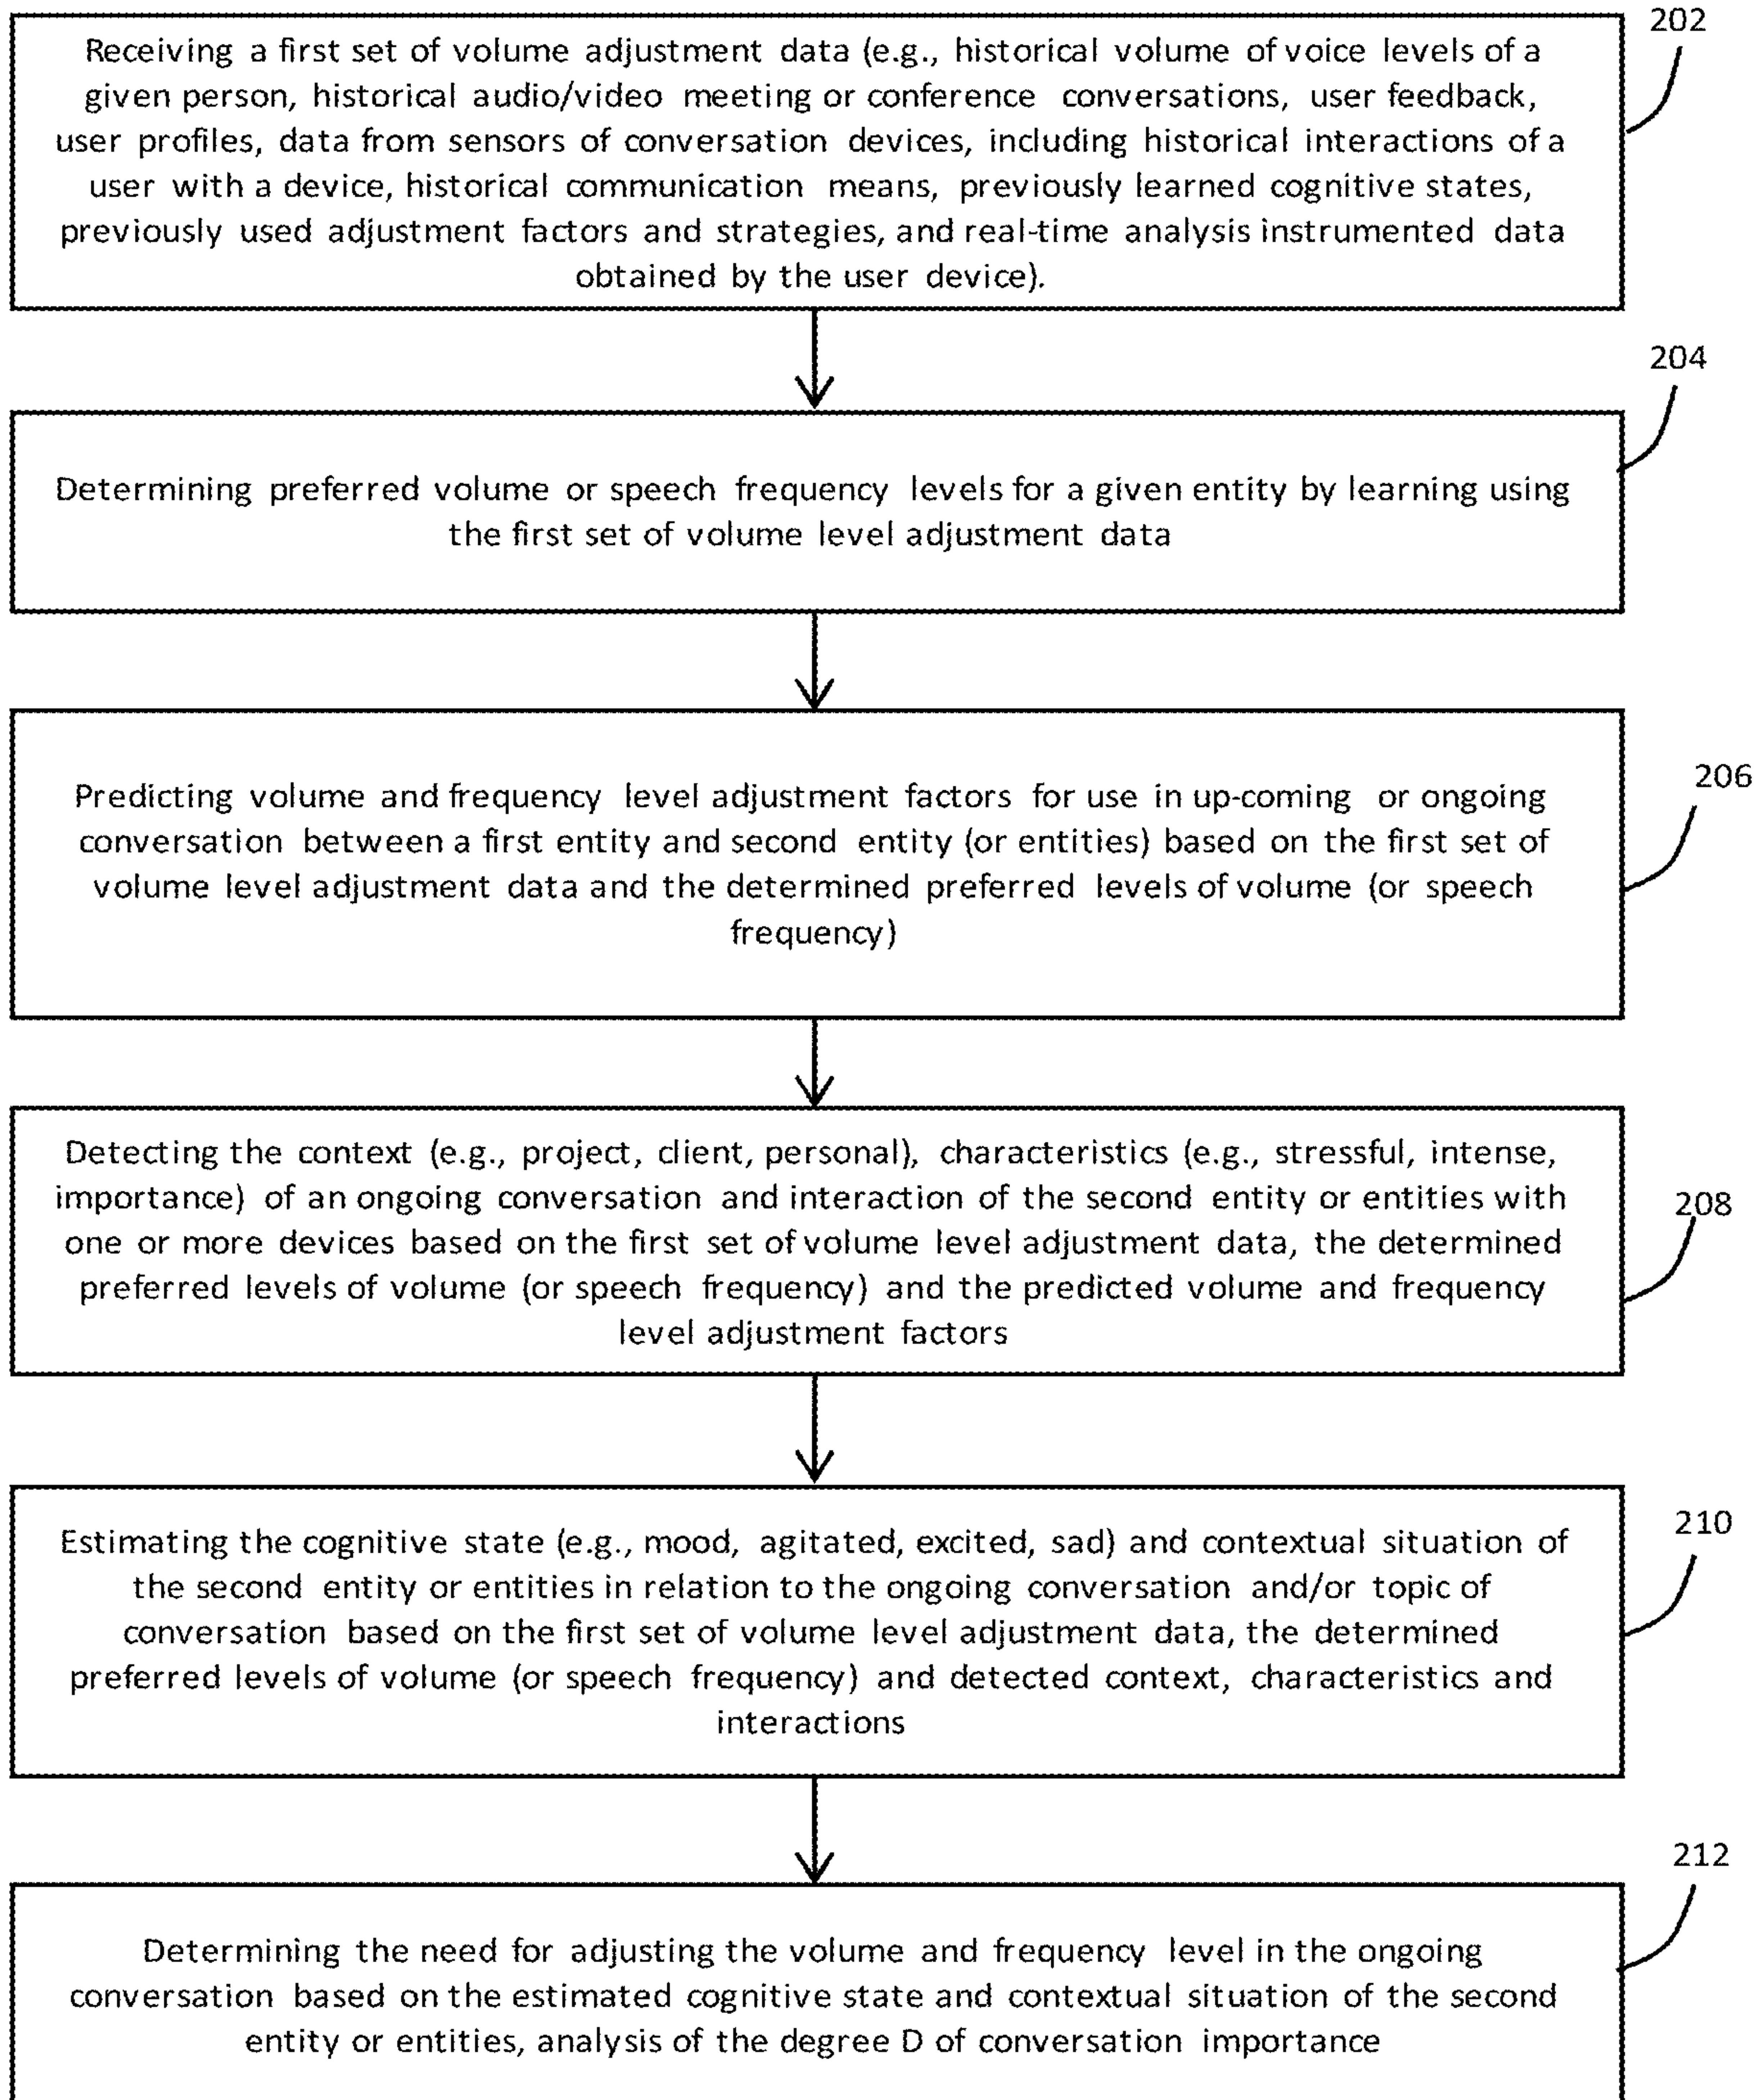 202
Receiving a first set of volume adjustment data (e.g., historical volume of voice levels of a
given person, historical audio/video meeting or conference conversations, user feedback,
user profiles, data from sensors of conversation devices, including historical interactions of a
user with a device, historical communication means, previously learned cognitive states,
previously used adjustment factors and strategies, and real-time analysis instrumented data
obtained by the user device).
204
Determining preferred volume or speech frequency levels for a given entity by learning using
the first set of volume level adjustment data
206
Predicting volume and frequency level adjustment factors for use in up-coming or ongoing
conversation between a first entity and second entity (or entities) based on the first set of
volume level adjustment data and the determined preferred levels of volume (or speech
frequency)
208
Detecting the context (e.g., project, client, personal), characteristics (e.g., stressful, intense,
importance) of an ongoing conversation and interaction of the second entity or entities with
one or more devices based on the first set of volume level adjustment data, the determined
preferred levels of volume (or speech frequency) and the predicted volume and frequency
level adjustment factors
210
Estimating the cognitive state (e.g., mood, agitated, excited, sad) and contextual situation of
the second entity or entities in relation to the ongoing conversation and/or topic of
conversation based on the first set of volume level adjustment data, the determined
preferred levels of volume (or speech frequency) and detected context, characteristics and
interactions
212
Determining the need for adjusting the volume and frequency level in the ongoing
conversation based on the estimated cognitive state and contextual situation of the second
entity or entities, analysis of the degree D of conversation importance